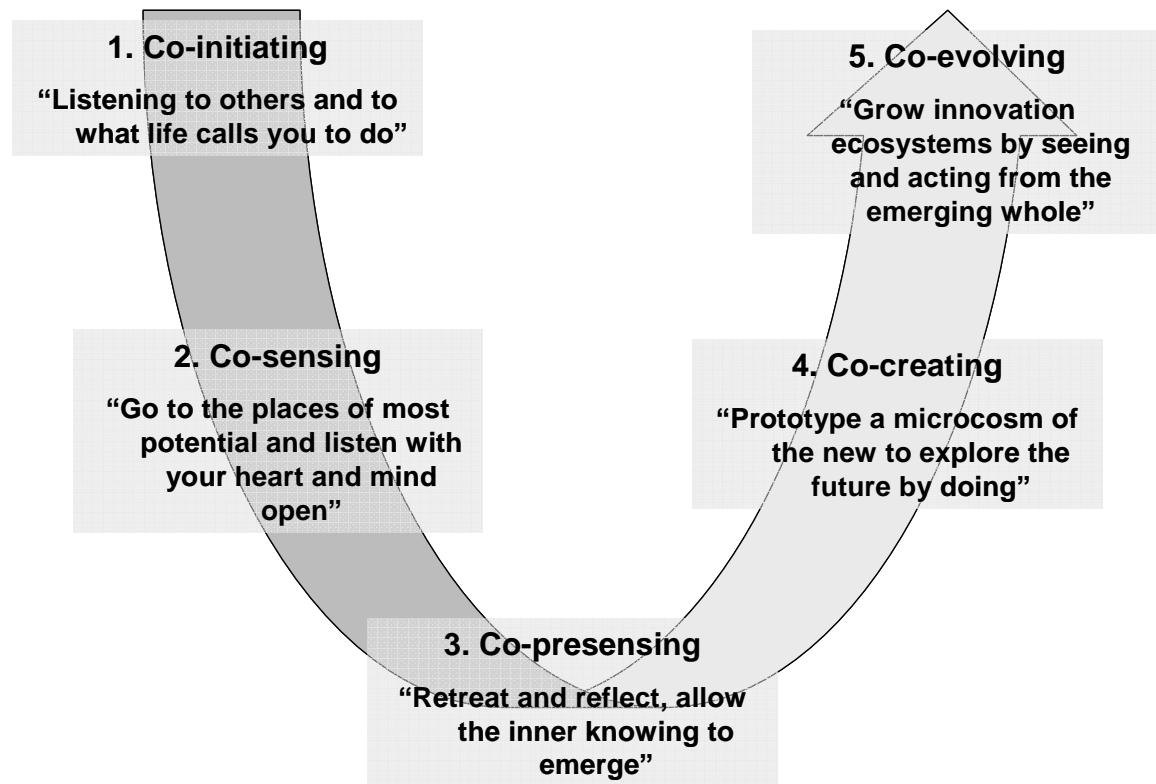 1. Co-initiating
“Listening to others and to
what life calls you to do”
2. Co-sensing
“Go to the places of most
potential and listen with
your heart and mind
open”
3. Co-presensing
“Retreat and reflect, allow
the inner knowing to
emerge”
4. Co-creating
“Prototype a microcosm of
the new to explore the
future by doing”
5. Co-evolving
“Grow innovation
ecosystems by seeing
and acting from the
emerging whole”